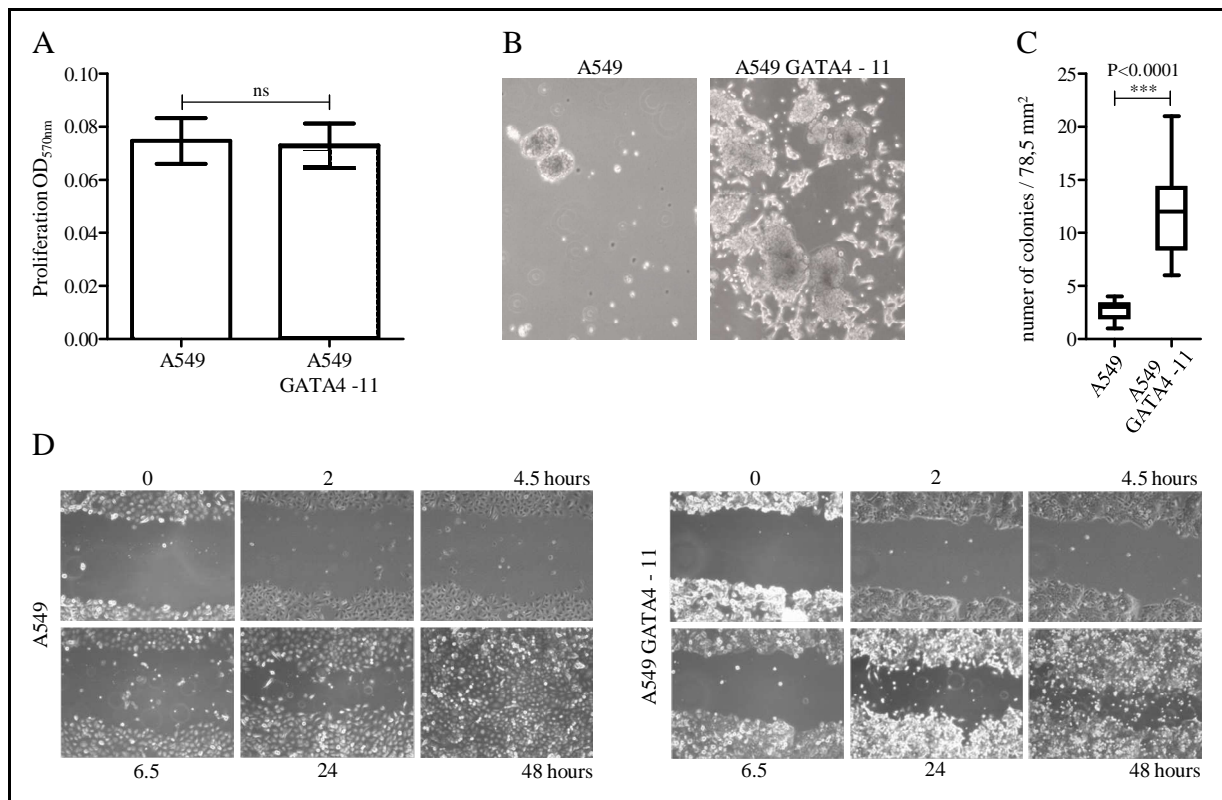 A
Proliferation OD570nm
0.10
0.08
0.06
0.04
0.02
0.00
ns
A549
A549
GATA4 -11
B
A549
A549 GATA4 - 11
C
numer of colonies / 78,5 mm²
25
20
15
10
5
0
P<0.0001
***
A549
A549
GATA4 -11
D
A549
0
2
4.5 hours
6.5
24
48 hours
A549 GATA4 - 11
0
2
4.5 hours
6.5
24
48 hours